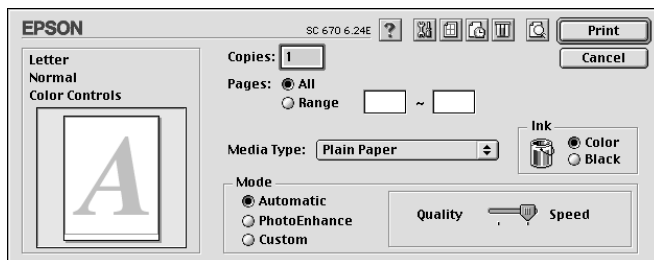 EPSON
SC 670 6.24E
?
Print
Cancel
Letter
Normal
Color Controls
A
Copies: 1
Pages: All
Range ~
Media Type: Plain Paper
Ink
Color
Black
Mode
Automatic
PhotoEnhance
Custom
Quality Speed